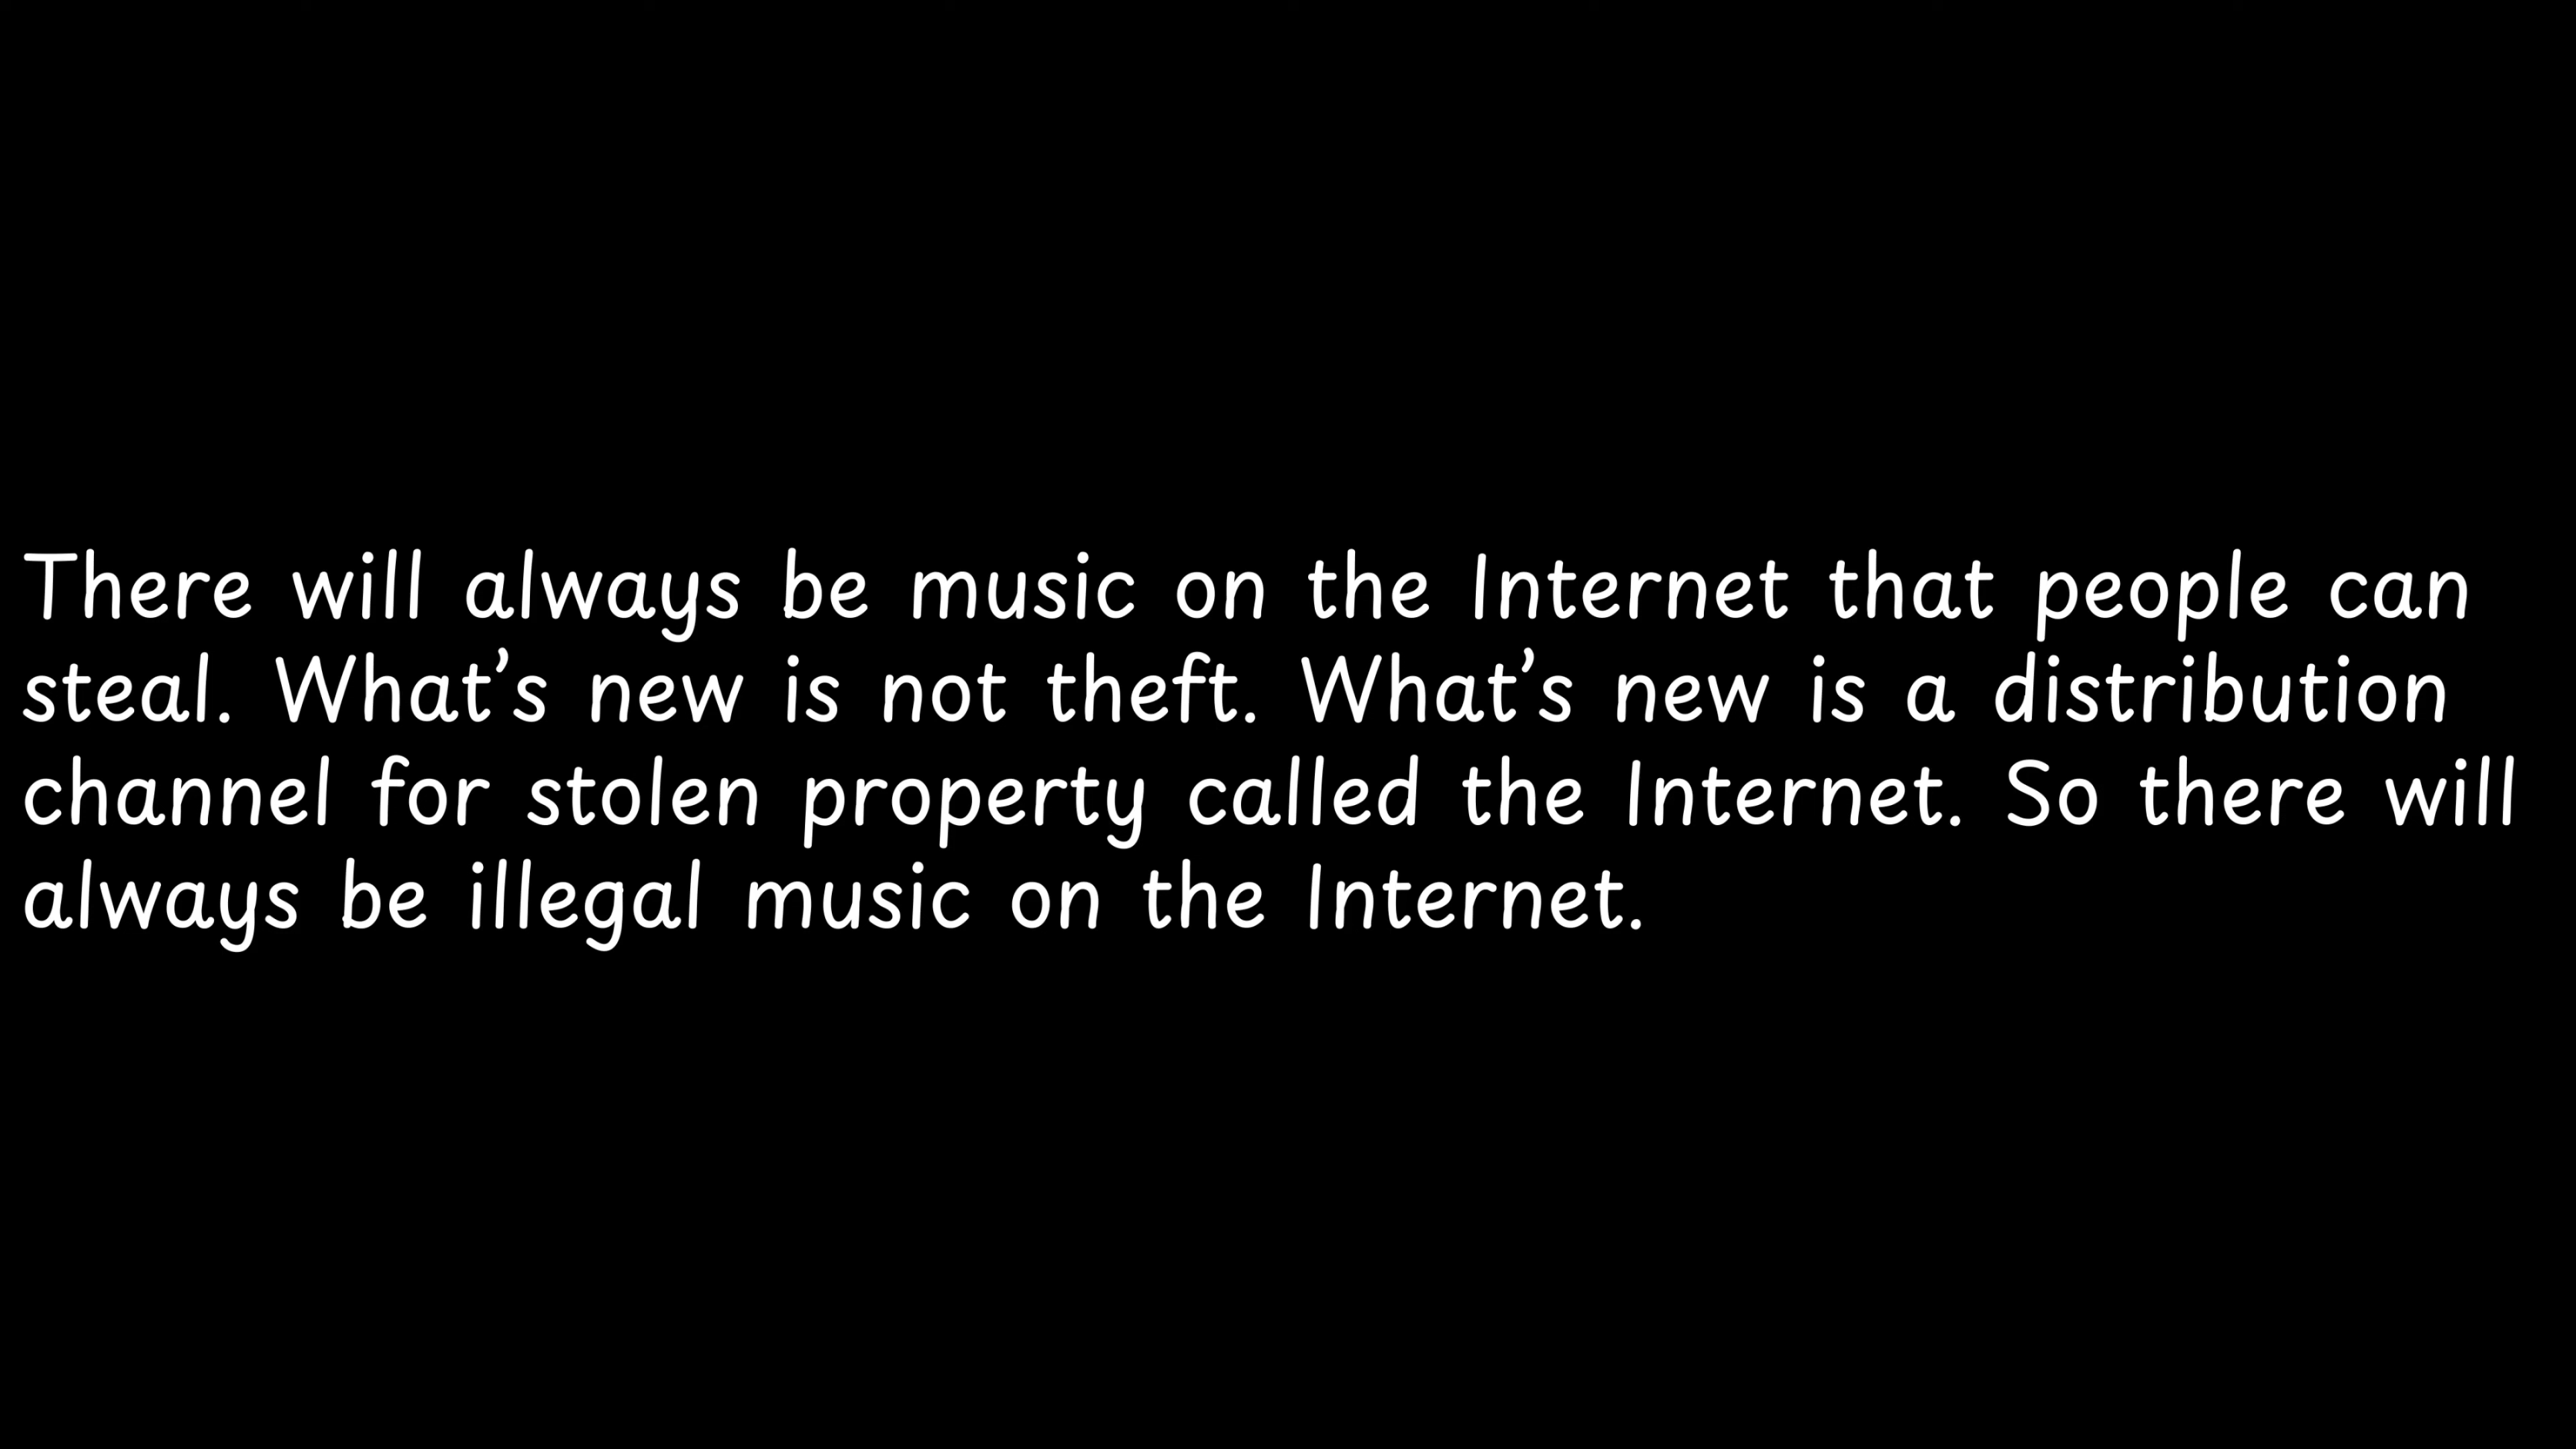 There will always be music on the Internet that people can
steal. What’s new is not theft. What’s new is a distribution
channel for stolen property called the Internet. So there will
always be illegal music on the Internet.